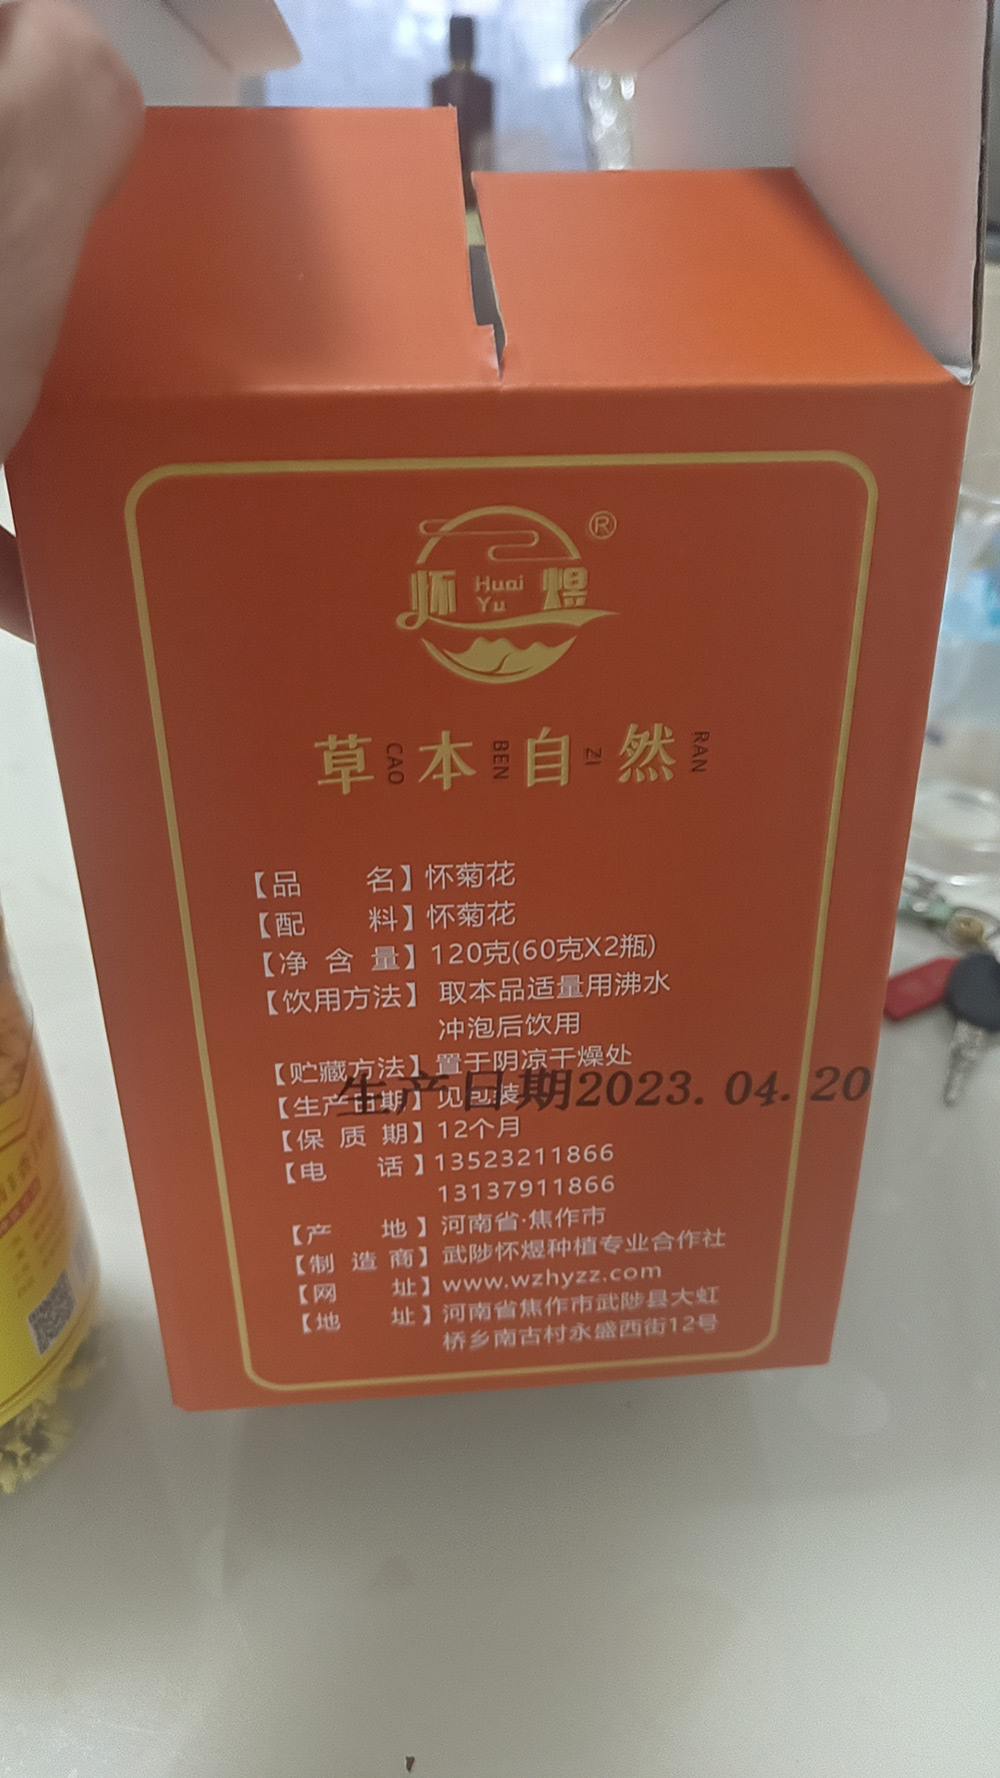 ®
怀 Huai Yu 煜
草 CAO 本 BEN 自 ZI 然 RAN
【品 名】怀菊花
【配 料】怀菊花
【净含量】120克(60克X2瓶)
【饮用方法】取本品适量用沸水
冲泡后饮用
【贮藏方法】置于阴凉干燥处
【生产日期】见包装
生产日期2023.04.20
【保质期】12个月
【电 话】13523211866
13137911866
【产 地】河南省·焦作市
【制造商】武陟怀煜种植专业合作社
【网 址】www.wzhyzz.com
【地 址】河南省焦作市武陟县大虹
桥乡南古村永盛西街12号